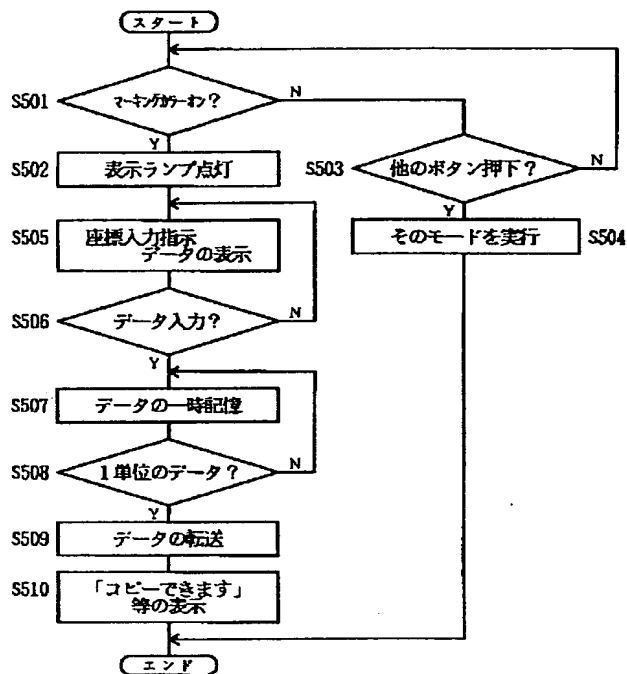 スタート
S501
マーキングカラーオン?
N
Y
S502
表示ランプ点灯
S503
他のボタン押下?
N
Y
S505
座標入力指示
データの表示
そのモードを実行
S504
S506
データ入力?
N
Y
S507
データの一時記憶
S508
1単位のデータ?
N
Y
S509
データの転送
S510
「コピーできます」
等の表示
エンド